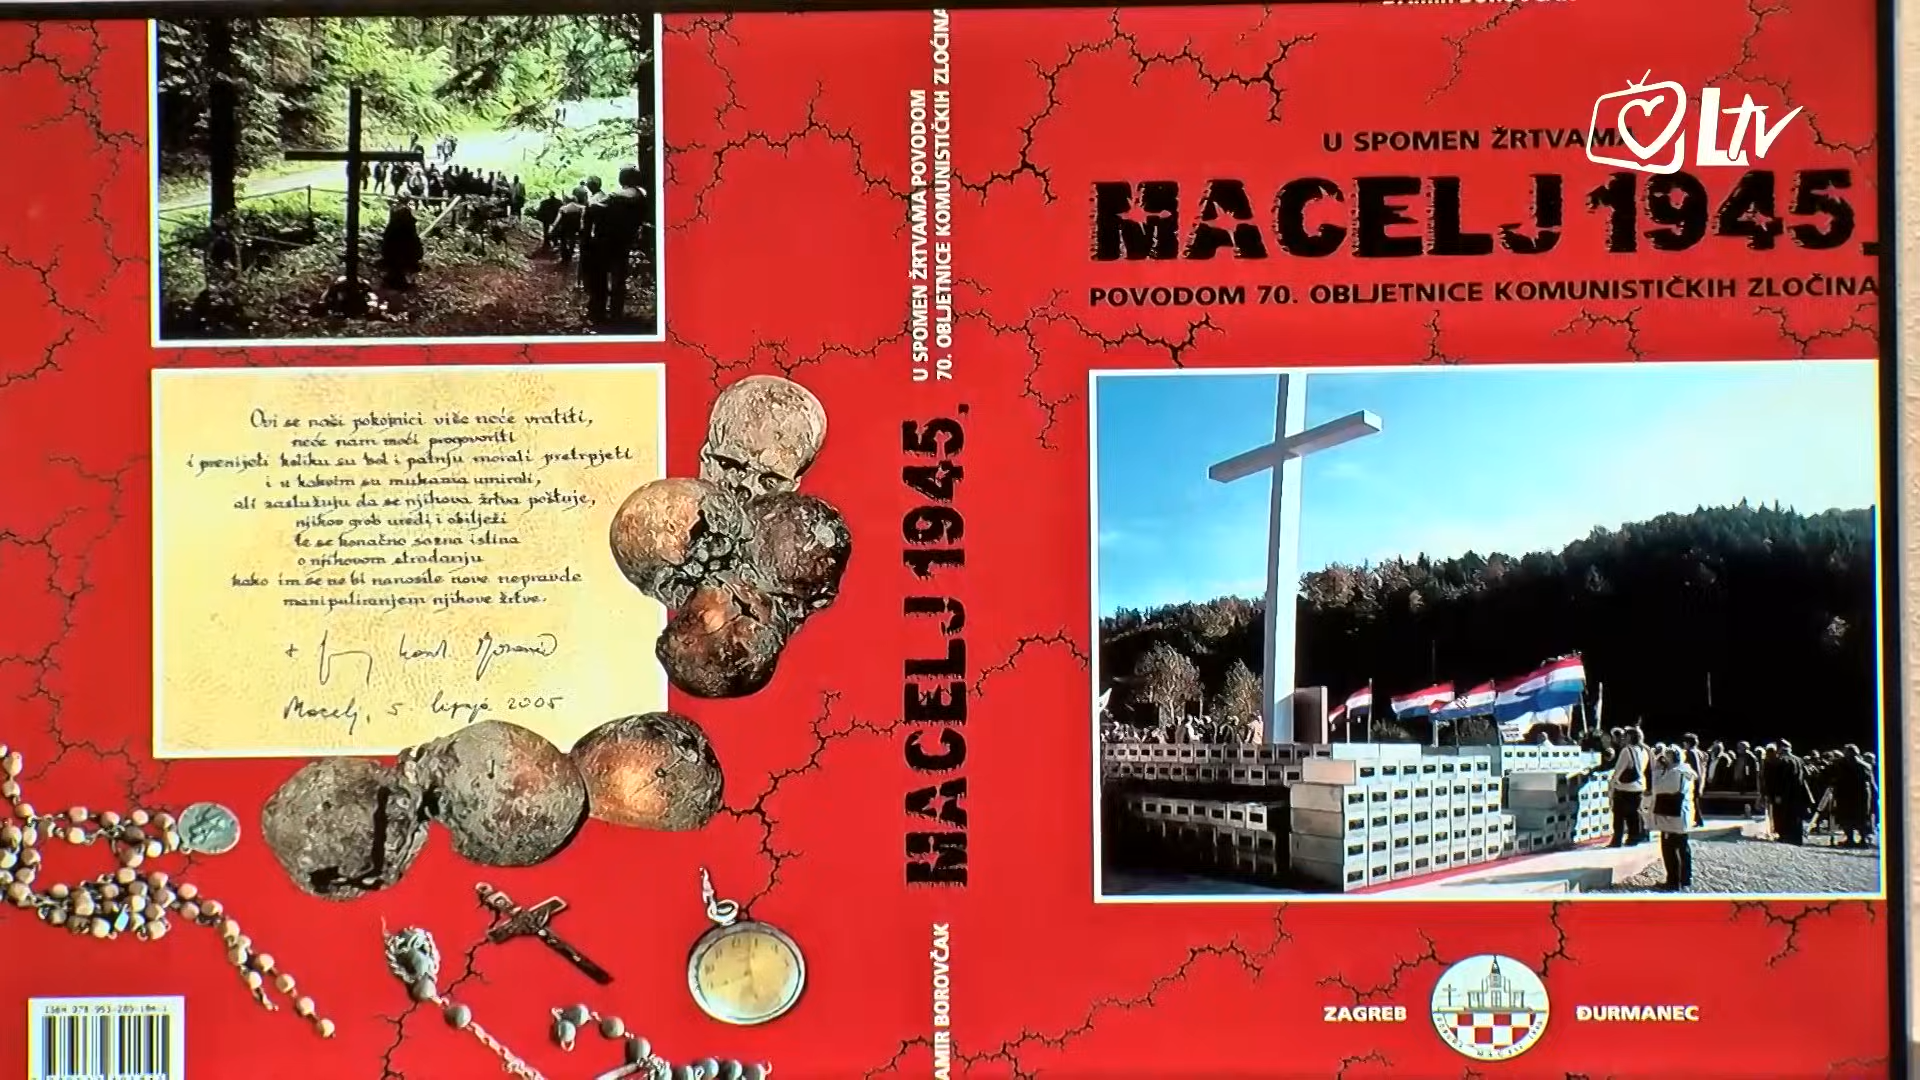 Ovi se naši pokojnici više neće vratiti,
neće nam moći progovoriti
i prenijeti koliku su bol i patnju morali pretrpjeti
i u kakvim su mukama umirali,
ali zaslužuju da se njihova žrtva poštuje,
njihov grob uredi i obilježi
te se konačno sazna istina
o njihovom stradanju
kako im se ne bi nanosile nove nepravde
manipuliranjem njihove žrtve.
Macelj, 5. lipnja 2005
U SPOMEN ŽRTVAMA POVODOM
70. OBLJETNICE KOMUNISTIČKIH ZLOČINA
MACELJ 1945.
AMIR BOROVČAK
LTV
U SPOMEN ŽRTVAMA
MACELJ 1945.
POVODOM 70. OBLJETNICE KOMUNISTIČKIH ZLOČINA
ZAGREB
ĐURMANEC